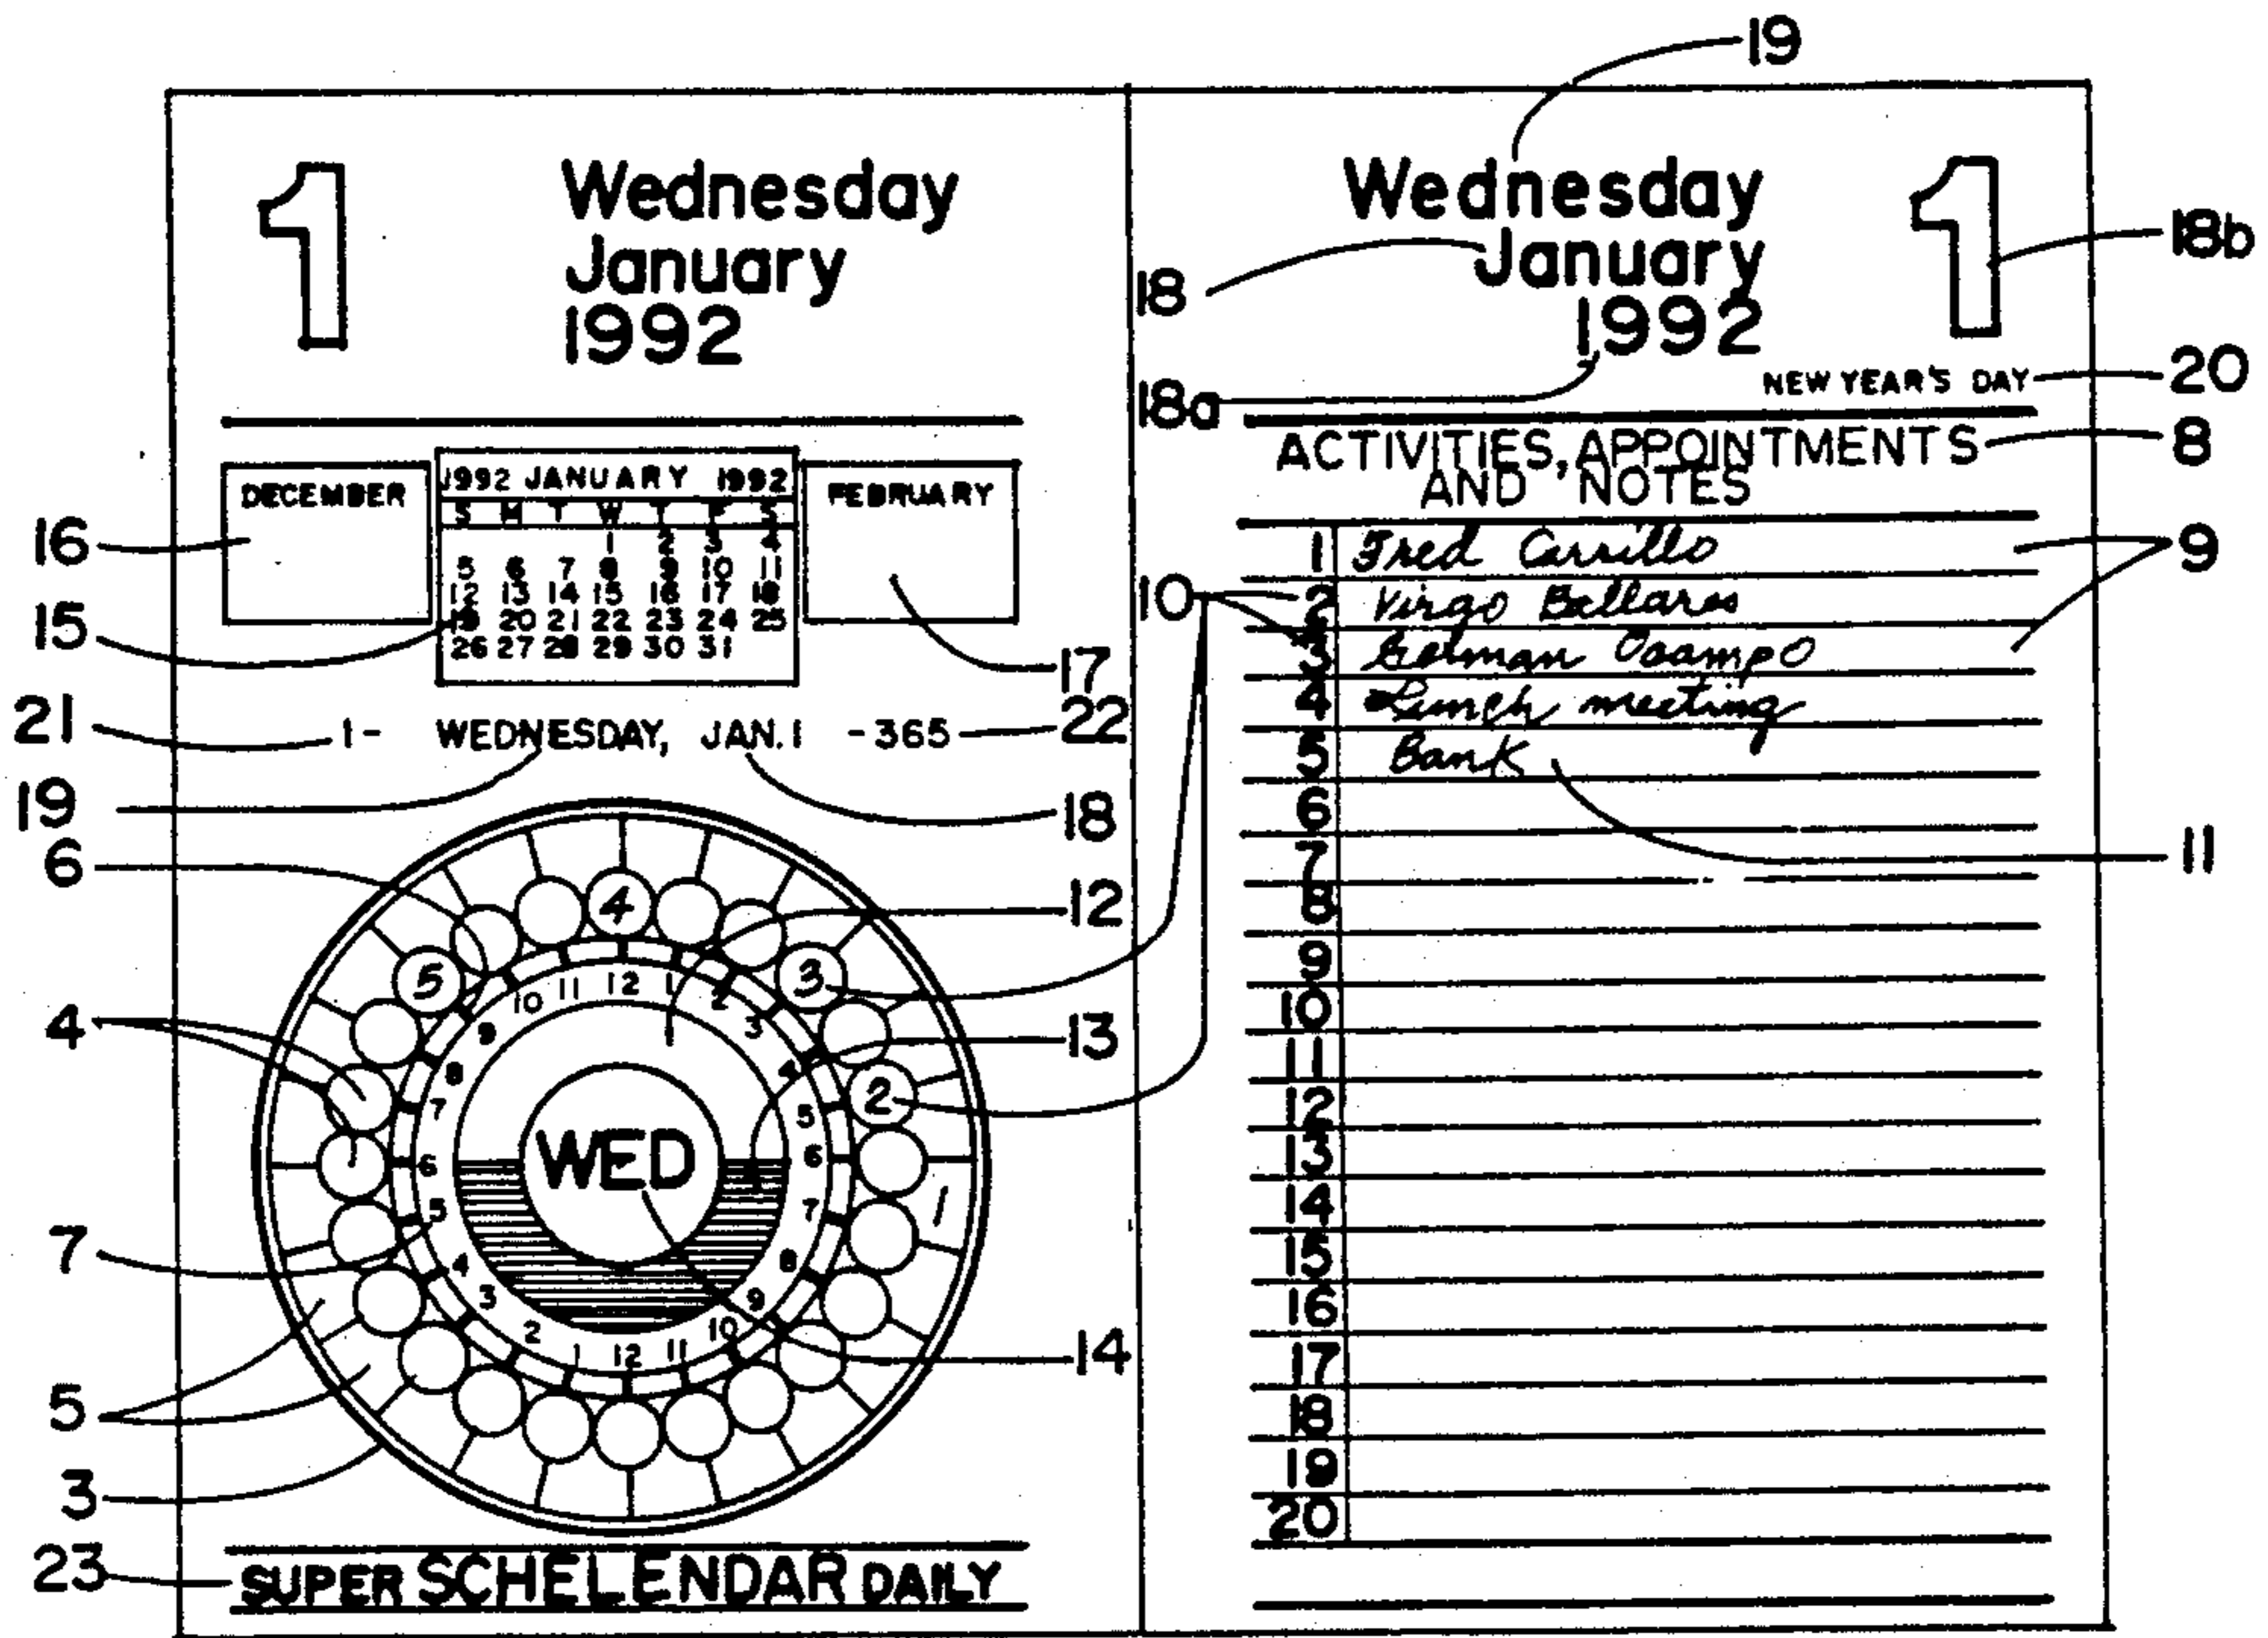 19
1 Wednesday Wednesday 1
January January 18b
1992 18 1992
NEW YEAR'S DAY 20
18a
ACTIVITIES, APPOINTMENTS 8
AND NOTES
DECEMBER 1992 JANUARY 1992 FEBRUARY
S M T W T F S
1 2 3 4
5 6 7 8 9 10 11
12 13 14 15 16 17 18
19 20 21 22 23 24 25
26 27 28 29 30 31
16
15
17
21 1- WEDNESDAY, JAN. 1 -365 22
19
18
6
12
4
13
7
14
5
3
4
3
2
1
5
12 1 2 3 4 5 6 7 8 9 10 11 12 1 2 3 4 5 6 7 8 9 10 11
WED
23 SUPER SCHELENDAR DAILY
9
10
11
1 Fred Carrillo
2 Virgo Bellares
3 German Ocampo
4 Lunch meeting
5 Bank
6
7
8
9
10
11
12
13
14
15
16
17
18
19
20